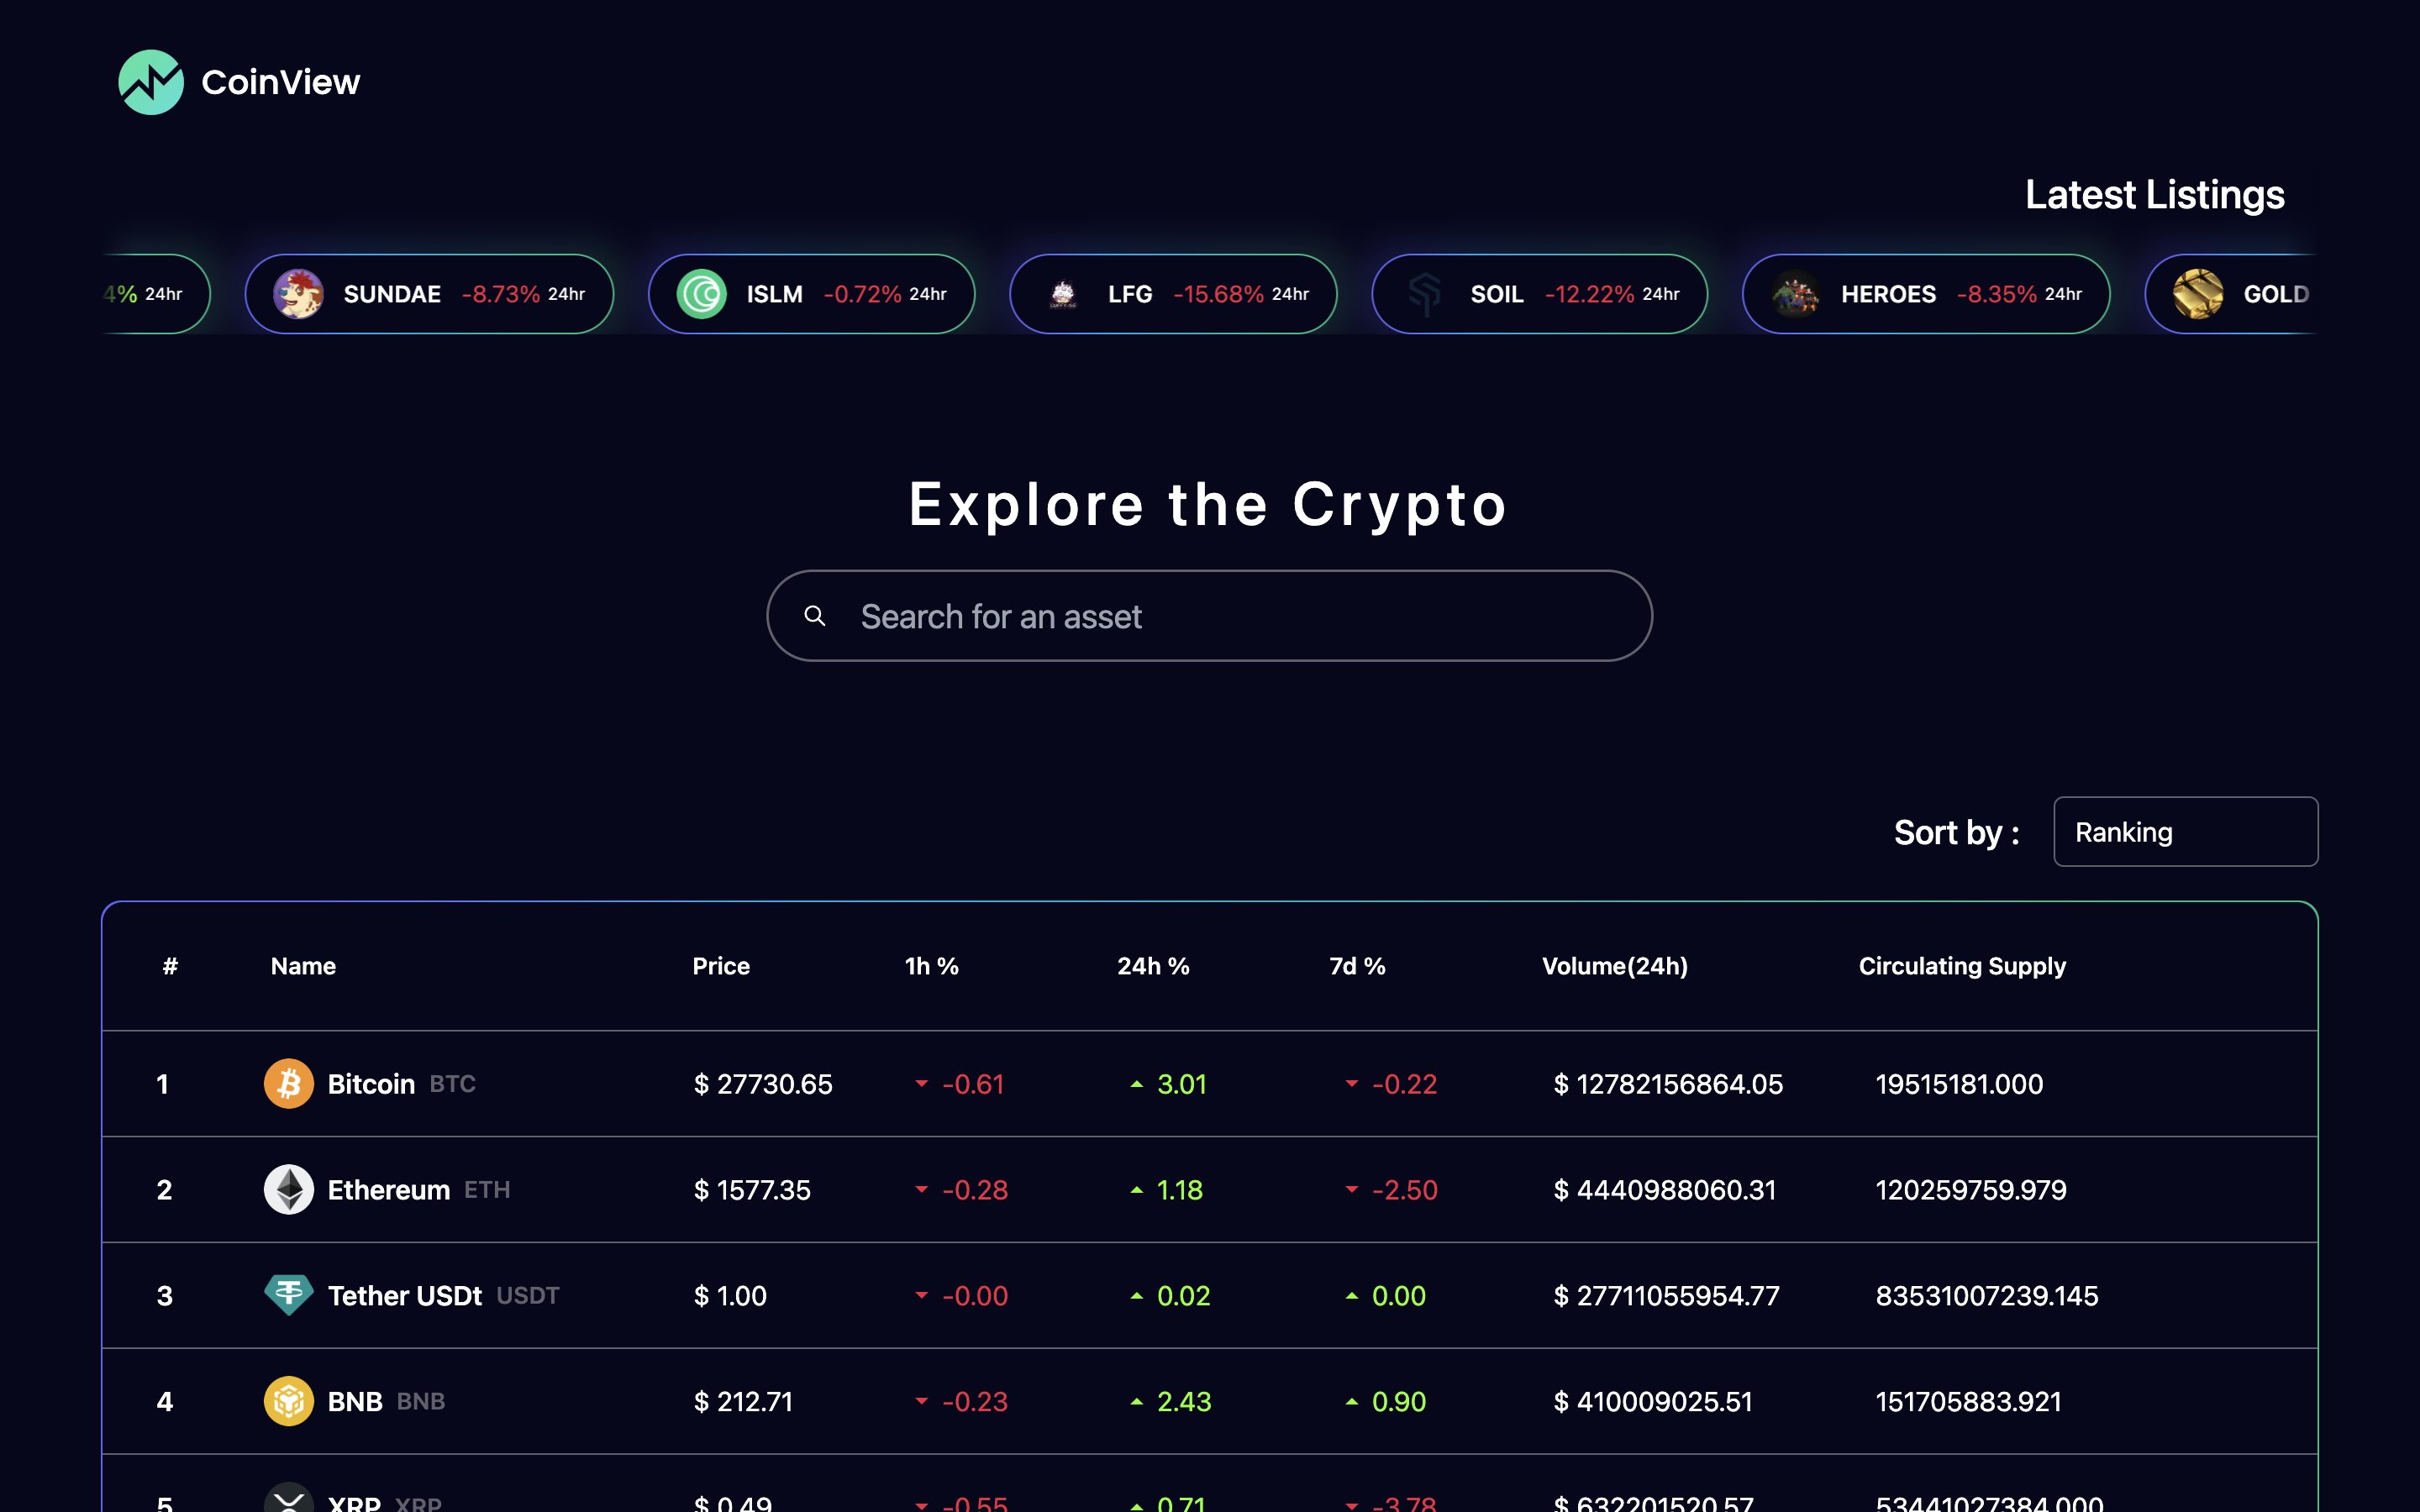 CoinView
Latest Listings
4% 24hr SUNDAE -8.73% 24hr ISLM -0.72% 24hr LFG -15.68% 24hr SOIL -12.22% 24hr HEROES -8.35% 24hr GOLD
Explore the Crypto
Search for an asset
Sort by : Ranking
# Name Price 1h % 24h % 7d % Volume(24h) Circulating Supply
1 Bitcoin BTC $ 27730.65 -0.61 3.01 -0.22 $ 12782156864.05 19515181.000
2 Ethereum ETH $ 1577.35 -0.28 1.18 -2.50 $ 4440988060.31 120259759.979
3 Tether USDt USDT $ 1.00 -0.00 0.02 0.00 $ 27711055954.77 83531007239.145
4 BNB BNB $ 212.71 -0.23 2.43 0.90 $ 410009025.51 151705883.921
5 XRP XRP $ 0.49 -0.55 0.71 -3.78 $ 632201520.57 53441027384.000